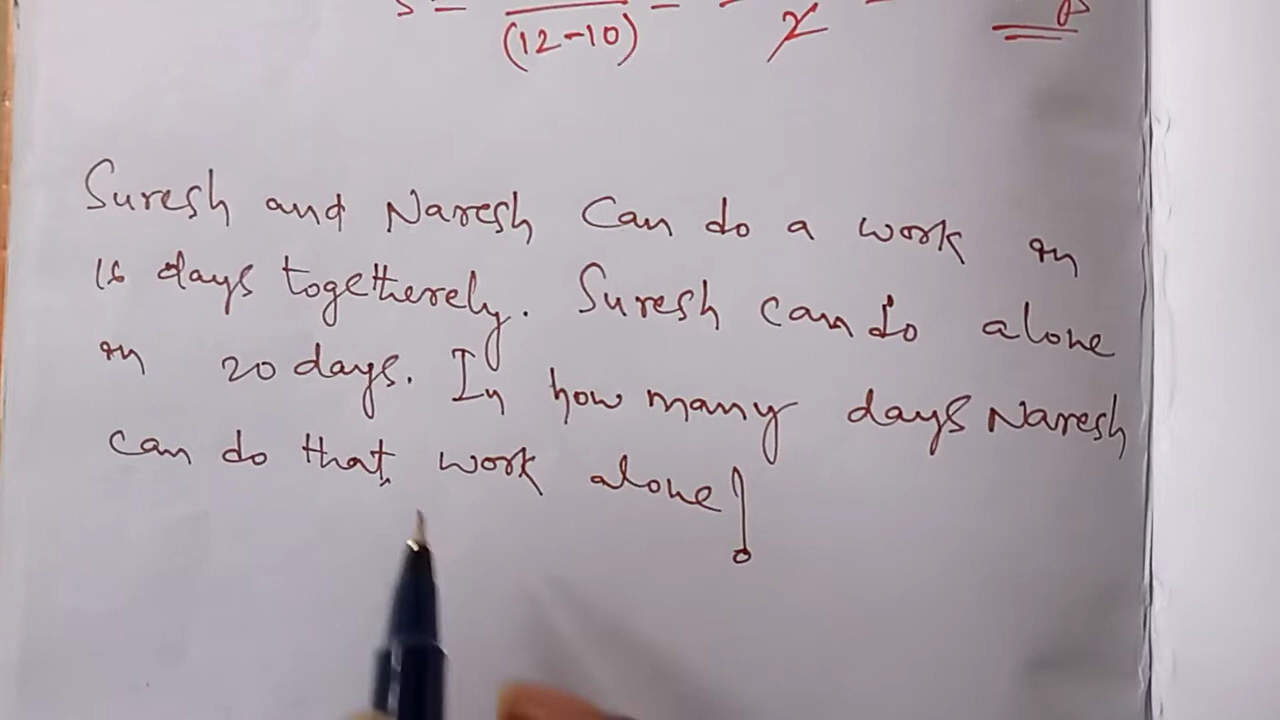 (12-10)
Suresh and Naresh Can do a work in
days togetherely. Suresh can do alone
in 20 days. In how many days Naresh
can do that work alone